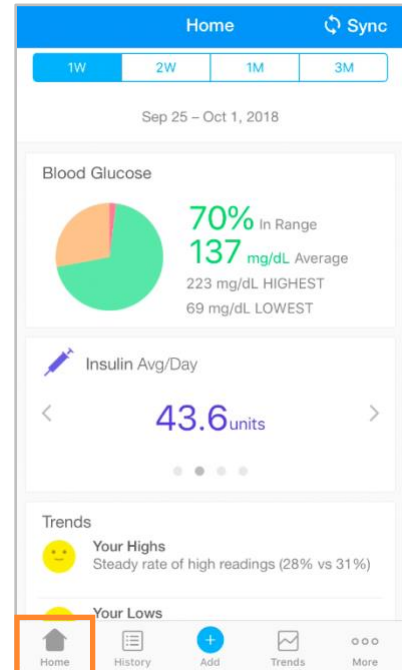 Home
Sync
1W 2W 1M 3M
Sep 25 – Oct 1, 2018
Blood Glucose
70% In Range
137 mg/dL Average
223 mg/dL HIGHEST
69 mg/dL LOWEST
Insulin Avg/Day
43.6units
Trends
Your Highs
Steady rate of high readings (28% vs 31%)
Your Lows
Home History Add Trends More